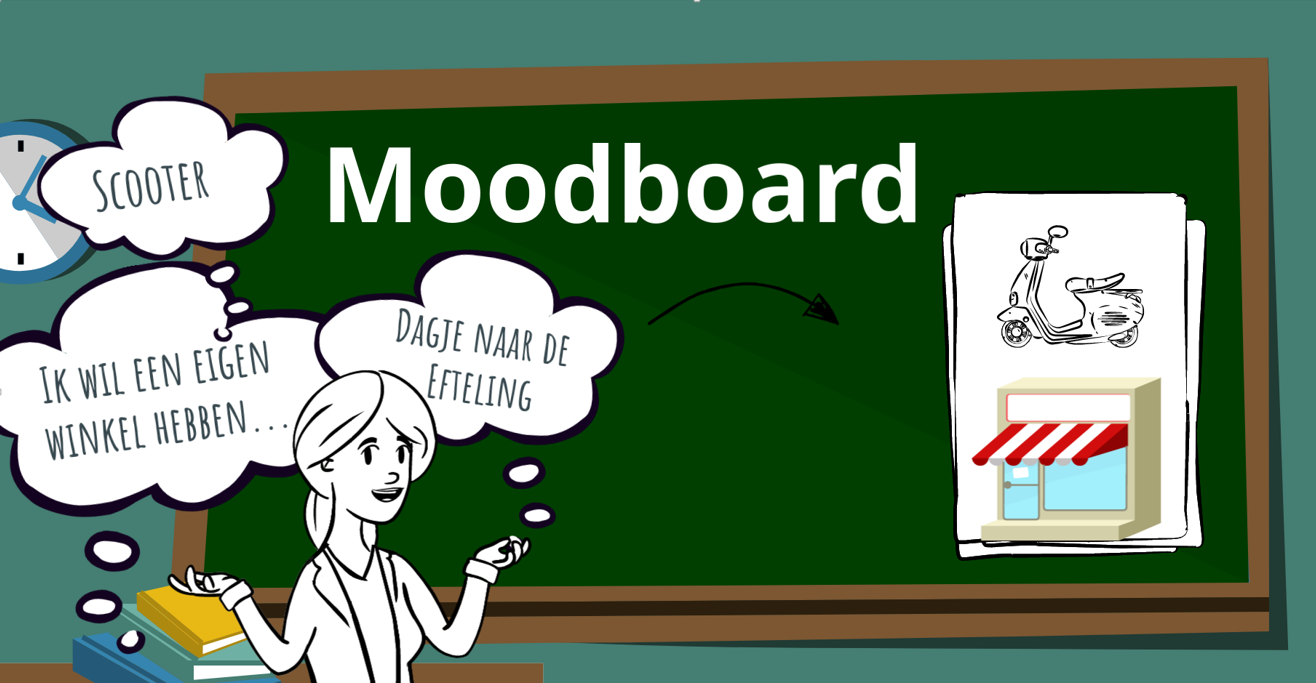 Moodboard
Scooter
Ik wil een eigen
winkel hebben...
Dagje naar de
Efteling